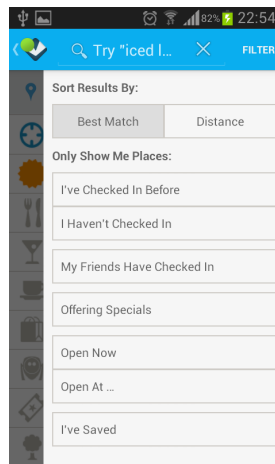 82% 22:54
Try "iced l... FILTER
Sort Results By:
Best Match Distance
Only Show Me Places:
I've Checked In Before
I Haven't Checked In
My Friends Have Checked In
Offering Specials
Open Now
Open At ...
I've Saved